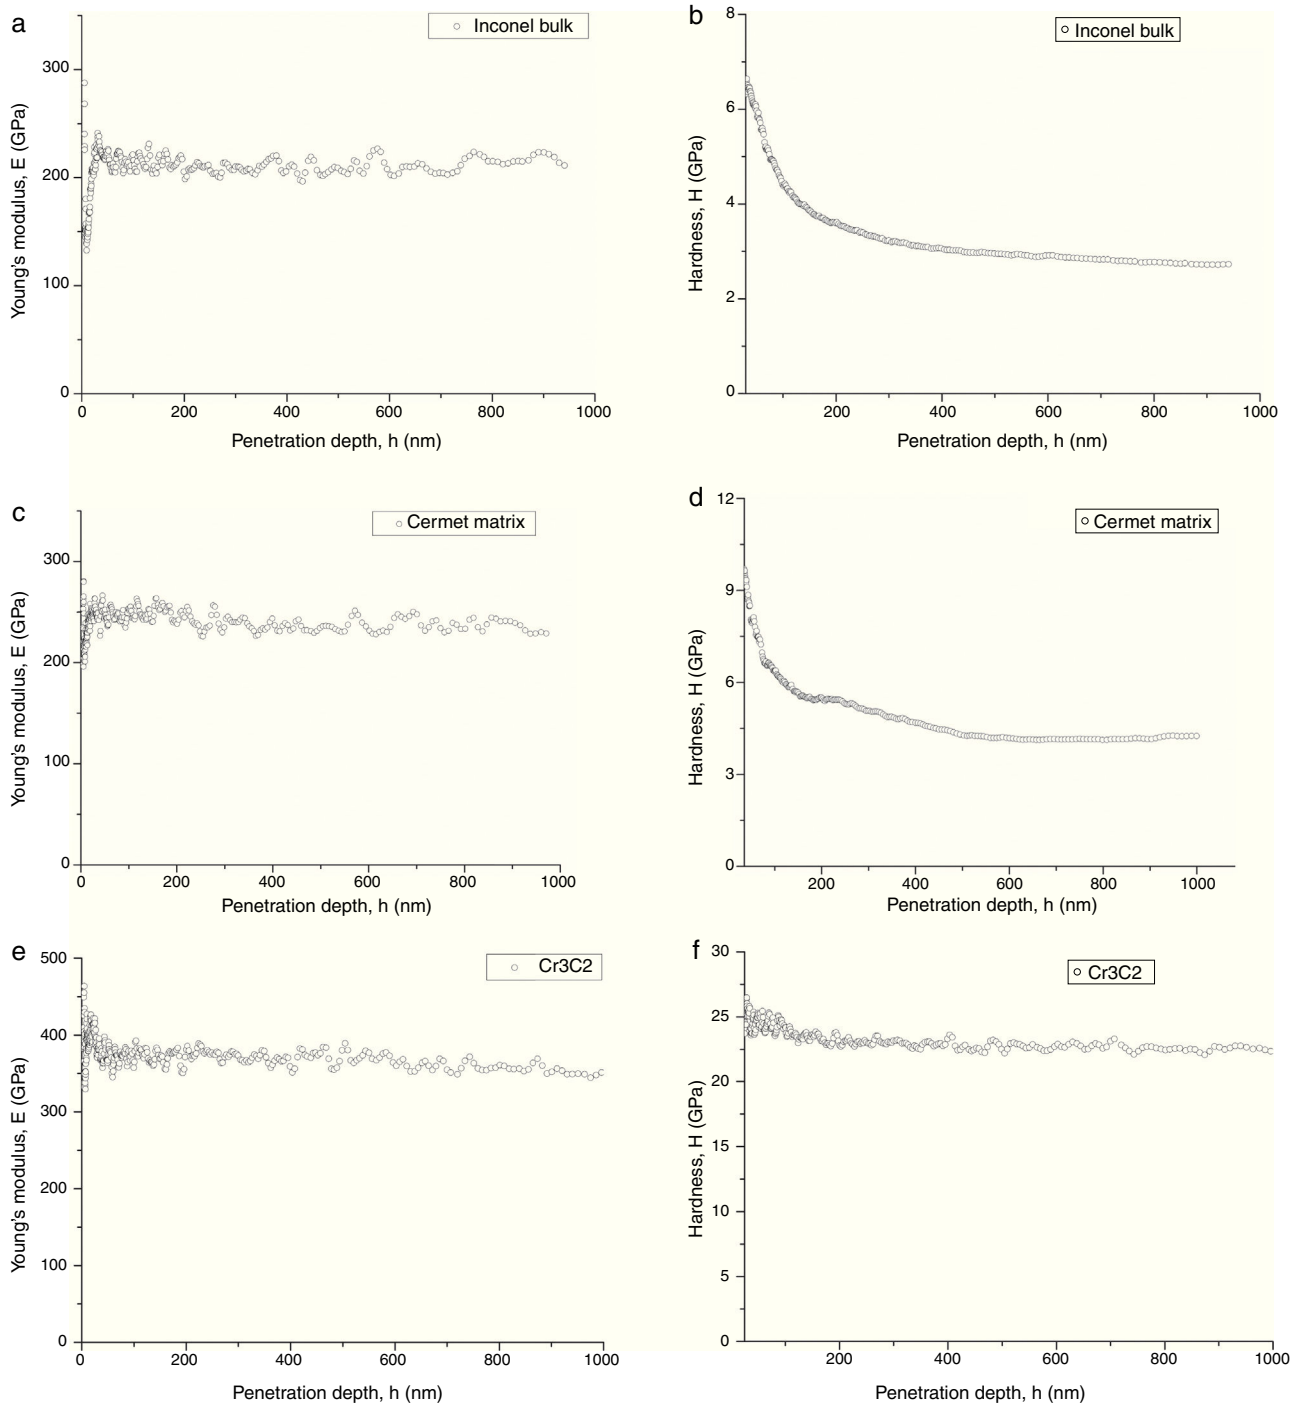 a
Inconel bulk
300
200
100
0
0 200 400 600 800 1000
Young's modulus, E (GPa)
Penetration depth, h (nm)
b
Inconel bulk
8
6
4
2
0
200 400 600 800 1000
Hardness, H (GPa)
Penetration depth, h (nm)
c
Cermet matrix
300
200
100
0
0 200 400 600 800 1000
Young's modulus, E (GPa)
Penetration depth, h (nm)
d
Cermet matrix
12
9
6
3
0
200 400 600 800 1000
Hardness, H (GPa)
Penetration depth, h (nm)
e
Cr3C2
500
400
300
200
100
0
0 200 400 600 800 1000
Young's modulus, E (GPa)
Penetration depth, h (nm)
f
Cr3C2
30
25
20
15
10
5
0
200 400 600 800 1000
Hardness, H (GPa)
Penetration depth, h (nm)